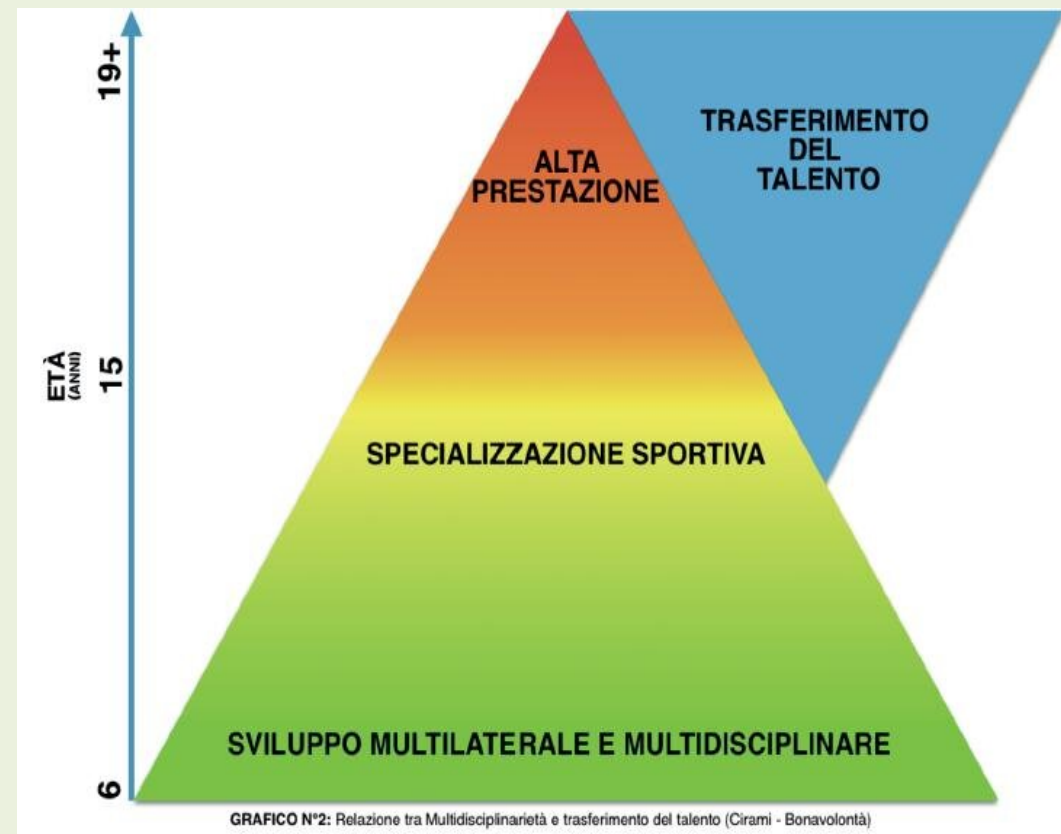 19+
TRASFERIMENTO
DEL
TALENTO
ALTA
PRESTAZIONE
ETÀ
(ANNI)
15
SPECIALIZZAZIONE SPORTIVA
SVILUPPO MULTILATERALE E MULTIDISCIPLINARE
6
GRAFICO N°2: Relazione tra Multidisciplinarietà e trasferimento del talento (Cirami - Bonavolontà)